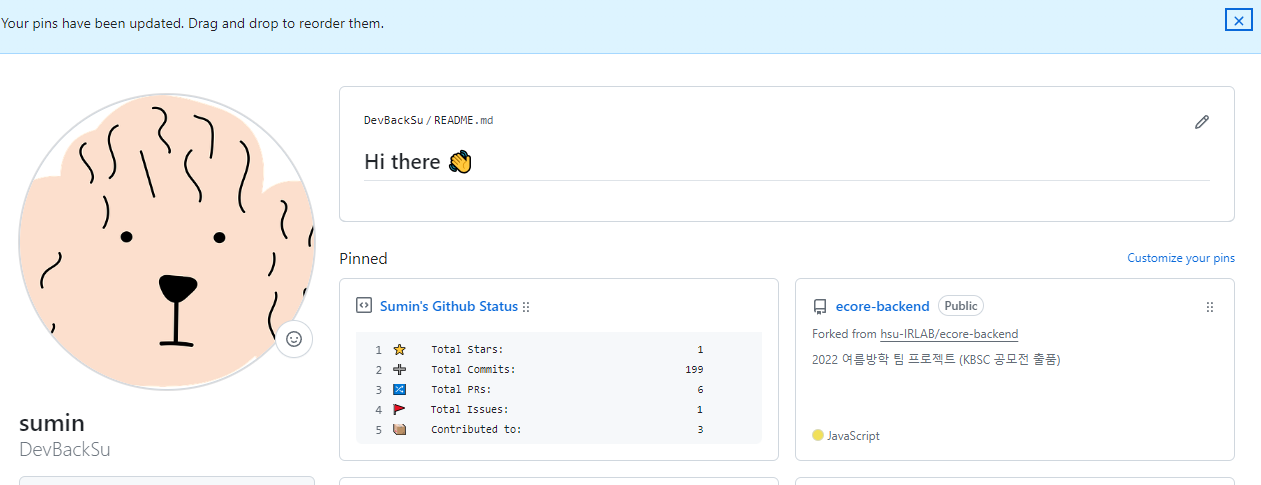 Your pins have been updated. Drag and drop to reorder them.
DevBackSu/README.md
Hi there 👋
Pinned
Customize your pins
Sumin's Github Status
1 ⭐ Total Stars: 1
2 ➕ Total Commits: 199
3 🔀 Total PRs: 6
4 🚩 Total Issues: 1
5 📦 Contributed to: 3
ecore-backend Public
Forked from hsu-IRLAB/ecore-backend
2022 여름방학 팀 프로젝트 (KBSC 공모전 출품)
JavaScript
sumin
DevBackSu